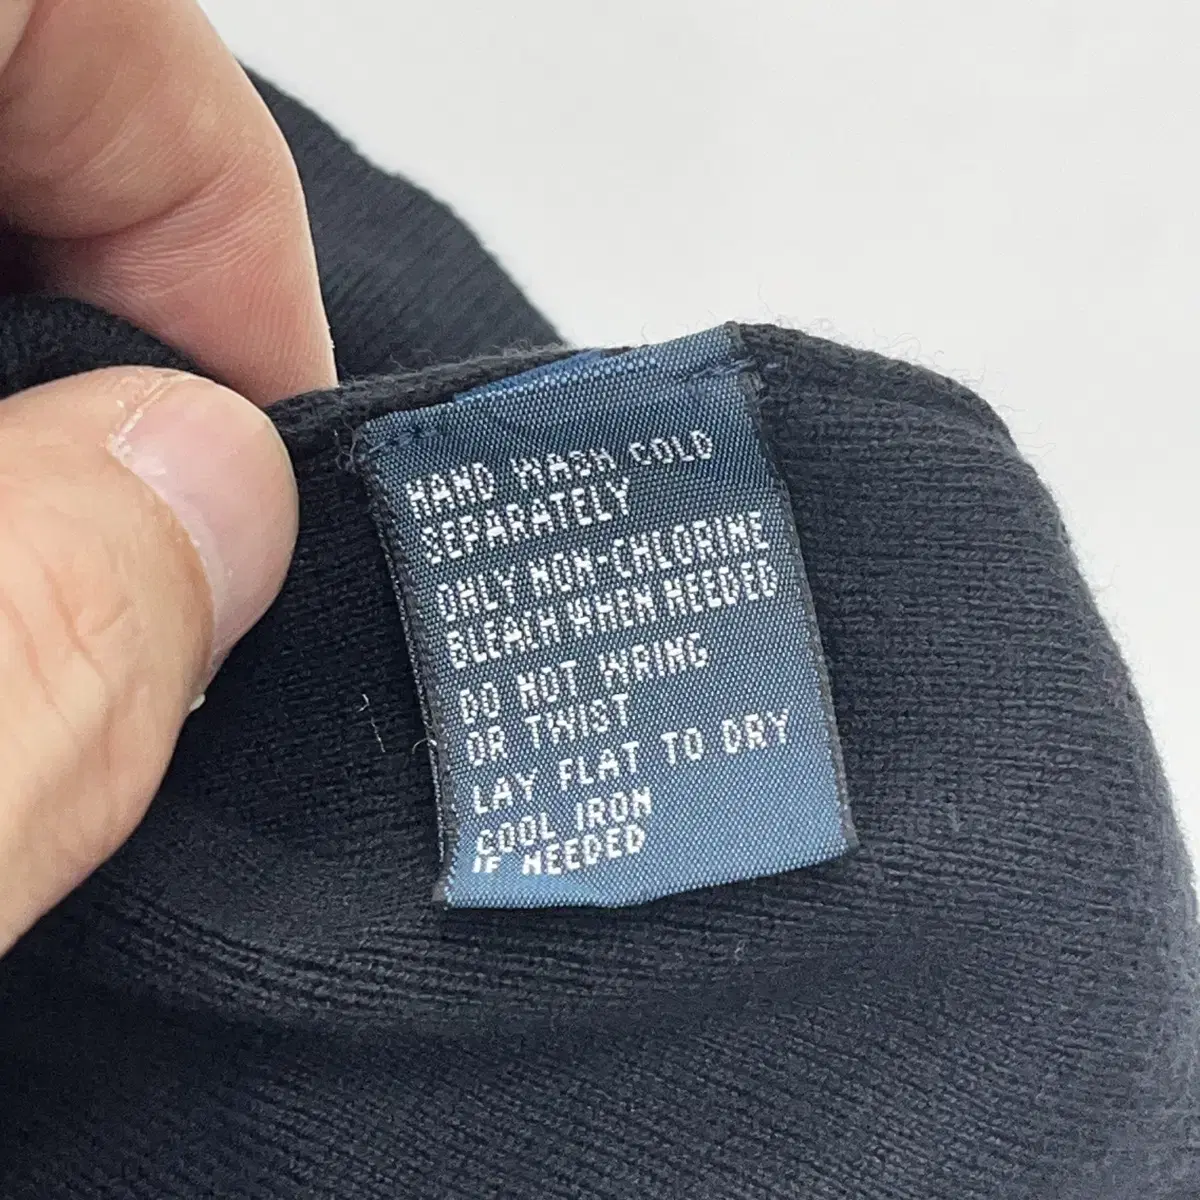 HAND WASH COLD
SEPARATELY
ONLY NON-CHLORINE
BLEACH WHEN NEEDED
DO NOT WRING
OR TWIST
LAY FLAT TO DRY
COOL IRON
IF NEEDED